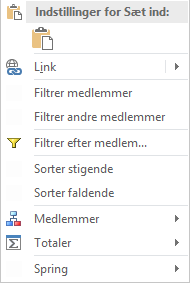 Indstillinger for Sæt ind:
Link
Filtrer medlemmer
Filtrer andre medlemmer
Filtrer efter medlem...
Sorter stigende
Sorter faldende
Medlemmer
Totaler
Spring